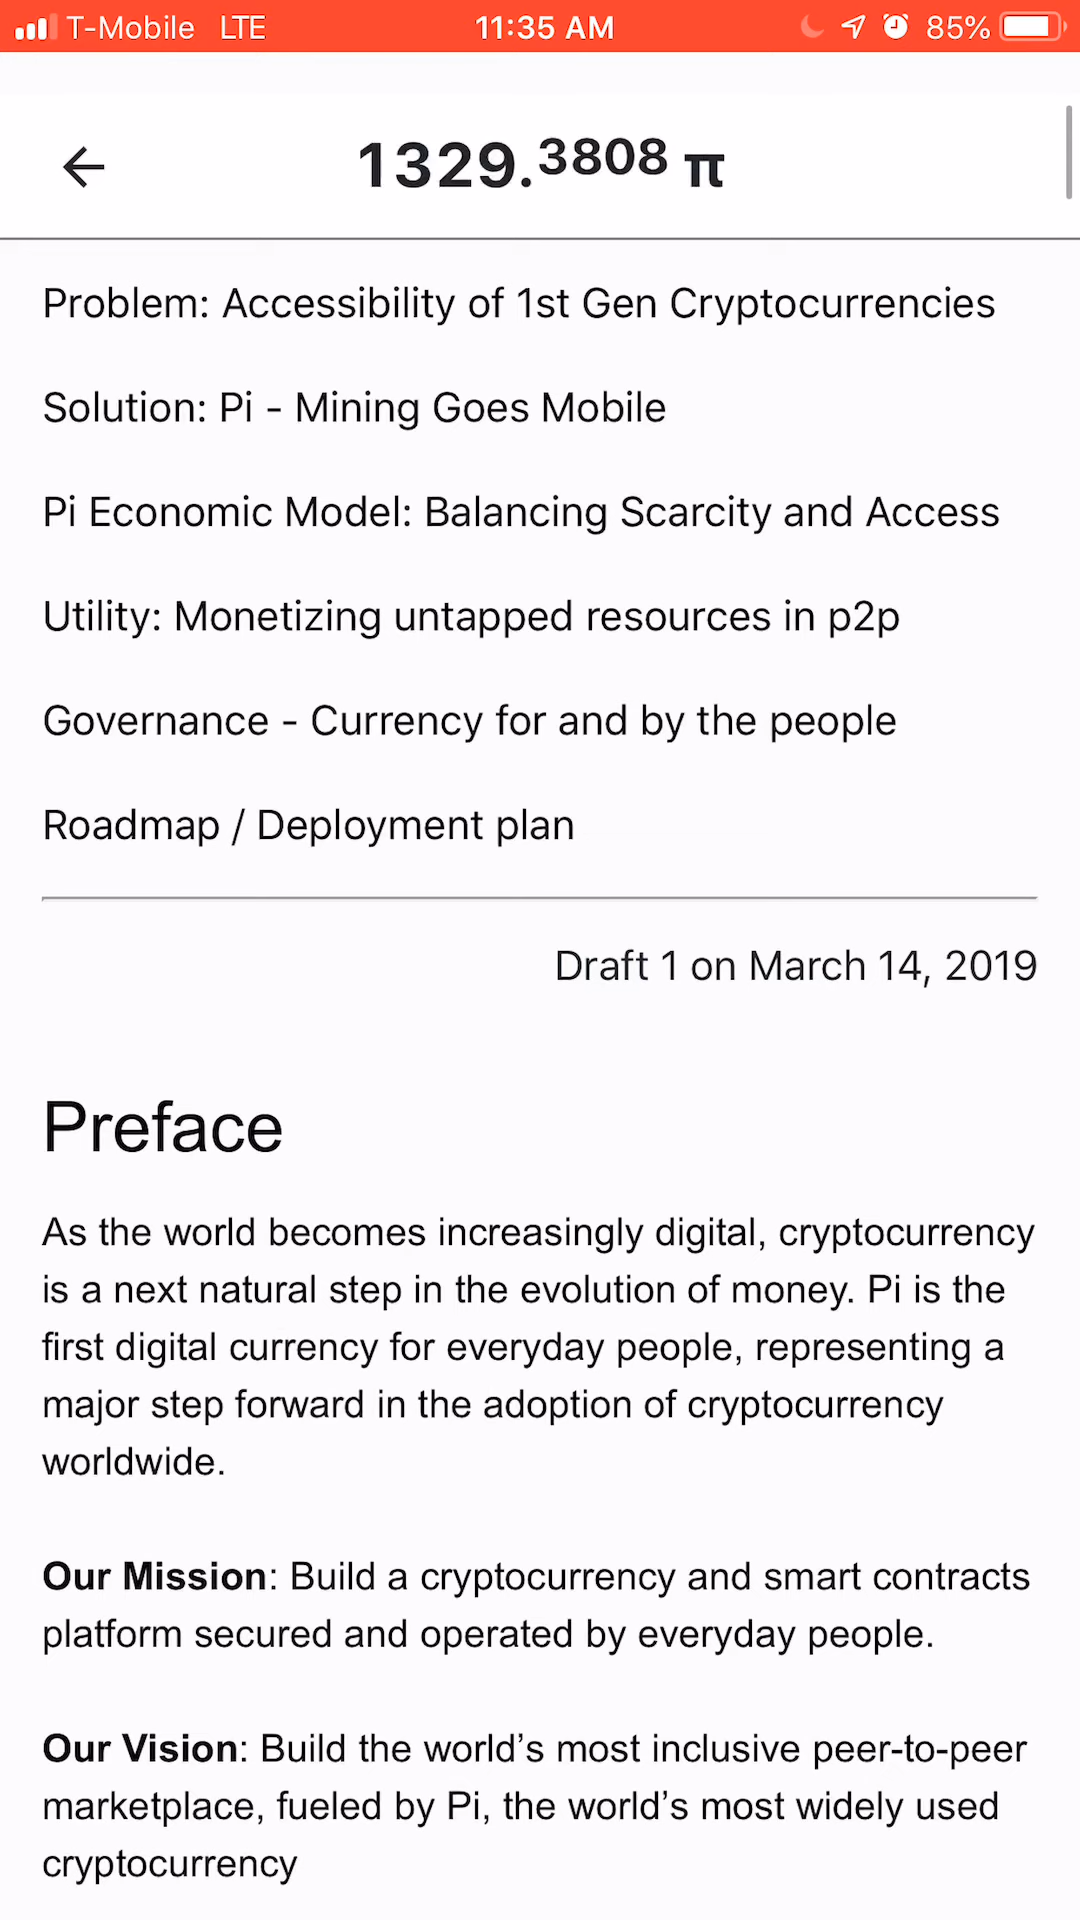 T-Mobile LTE 11:35 AM 85%
1329.3808 π
Problem: Accessibility of 1st Gen Cryptocurrencies
Solution: Pi - Mining Goes Mobile
Pi Economic Model: Balancing Scarcity and Access
Utility: Monetizing untapped resources in p2p
Governance - Currency for and by the people
Roadmap / Deployment plan
Draft 1 on March 14, 2019
Preface
As the world becomes increasingly digital, cryptocurrency
is a next natural step in the evolution of money. Pi is the
first digital currency for everyday people, representing a
major step forward in the adoption of cryptocurrency
worldwide.
Our Mission: Build a cryptocurrency and smart contracts
platform secured and operated by everyday people.
Our Vision: Build the world’s most inclusive peer-to-peer
marketplace, fueled by Pi, the world’s most widely used
cryptocurrency